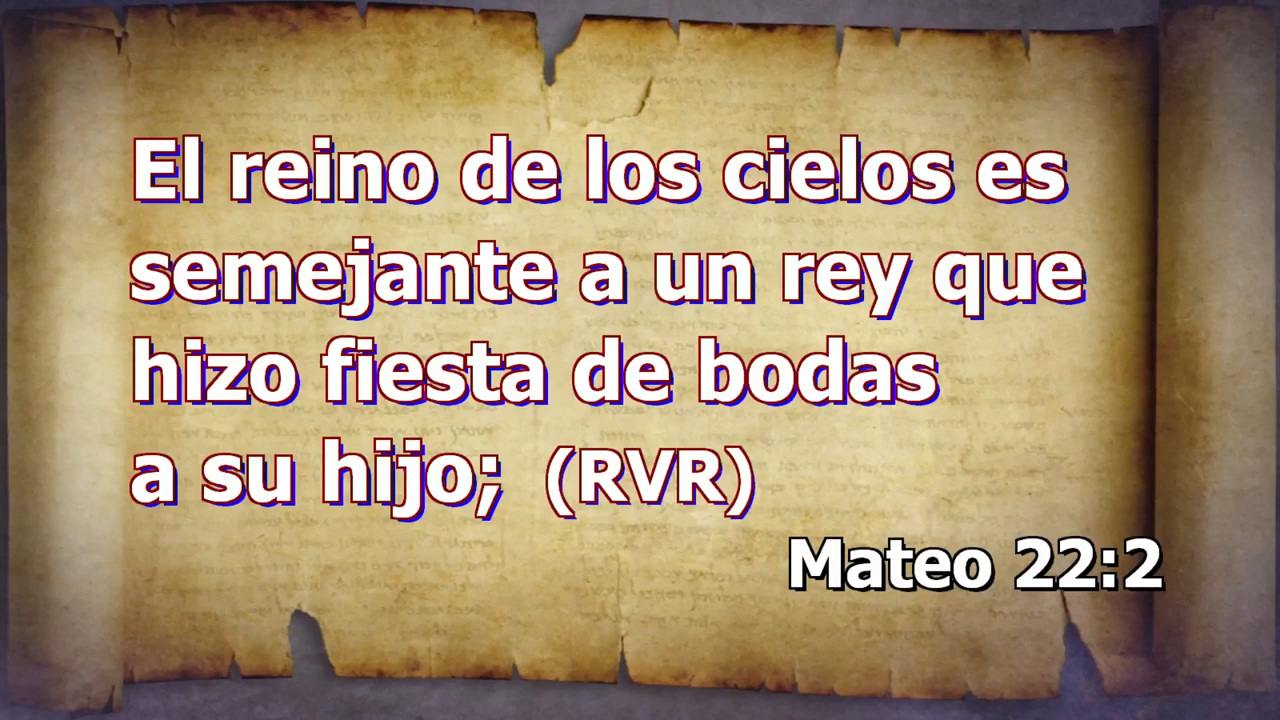 El reino de los cielos es
semejante a un rey que
hizo fiesta de bodas
a su hijo; (RVR)
Mateo 22:2